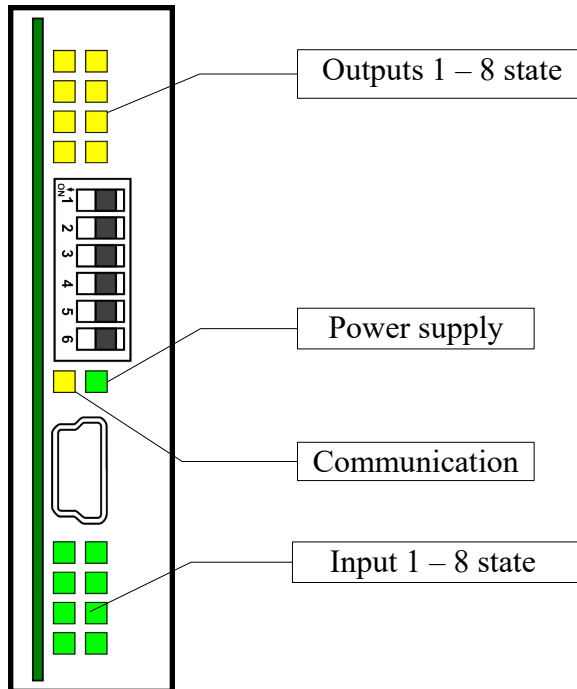 Outputs 1 – 8 state
ON
1
2
3
4
5
6
Power supply
Communication
Input 1 – 8 state